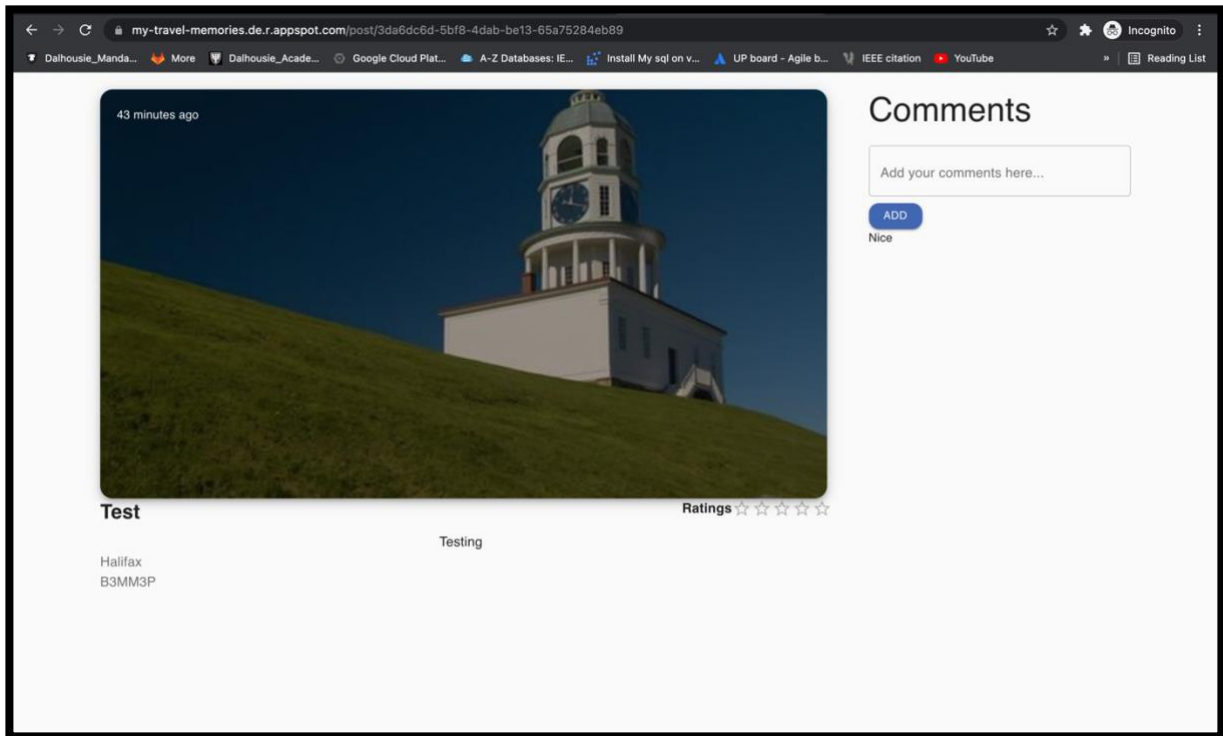 my-travel-memories.de.r.appspot.com/post/3da6dc6d-5bf8-4dab-be13-65a75284eb89
Incognito
Dalhousie_Manda... More Dalhousie_Acade... Google Cloud Plat... A-Z Databases: IE... Install My sql on v... UP board - Agile b... IEEE citation YouTube » Reading List
43 minutes ago
Test
Ratings
Testing
Halifax
B3MM3P
Comments
Add your comments here...
ADD
Nice